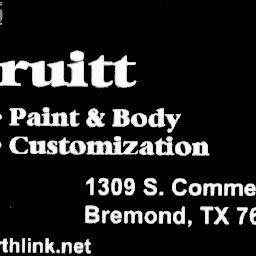 ruitt
• Paint & Body
• Customization
1309 S. Comme
Bremond, TX 76
rthlink.net